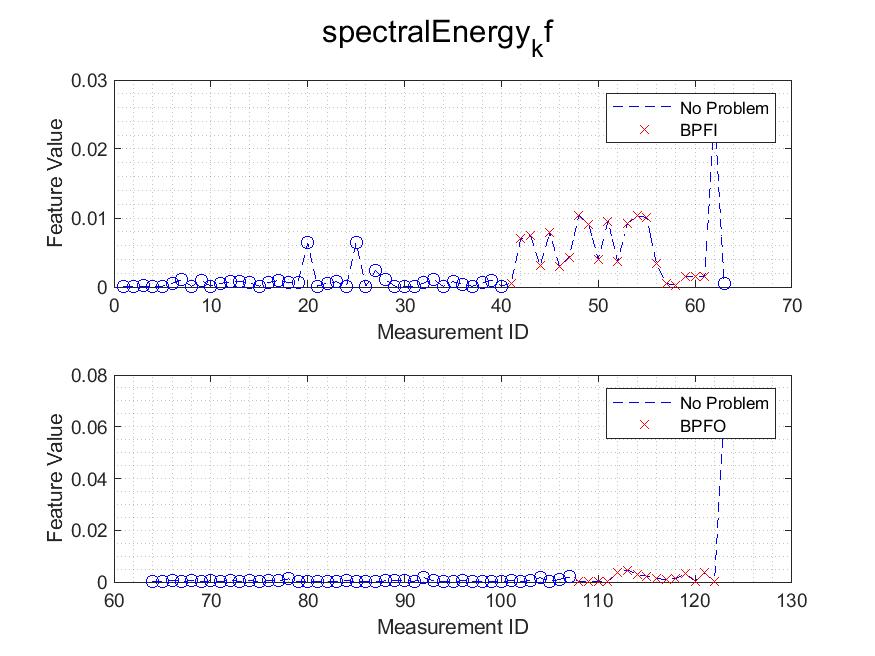 spectralEnergy_kf
0.03
0.02
0.01
0
Feature Value
No Problem
BPFI
0 10 20 30 40 50 60 70
Measurement ID
0.08
0.06
0.04
0.02
0
Feature Value
No Problem
BPFO
60 70 80 90 100 110 120 130
Measurement ID